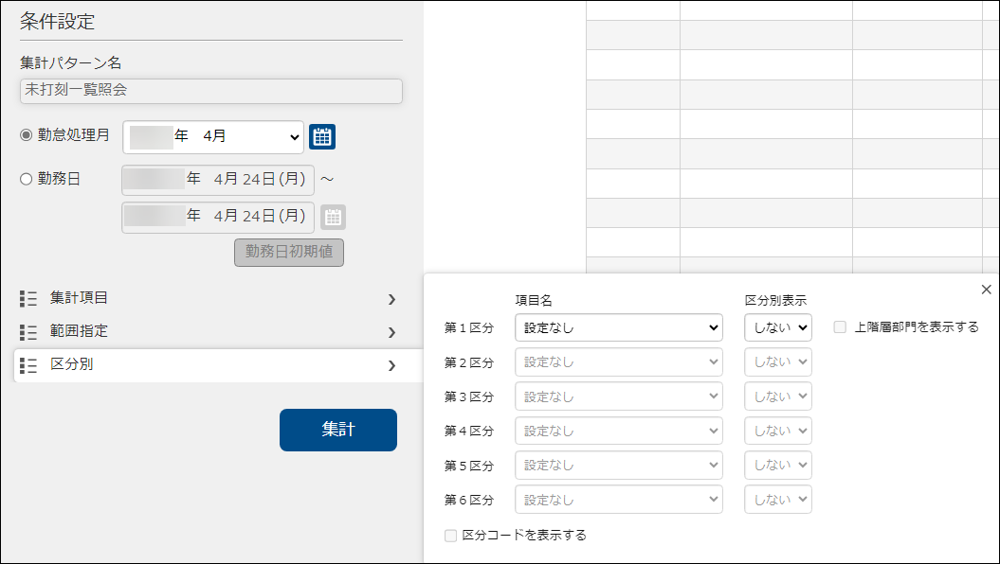 条件設定
集計パターン名
未打刻一覧照会
勤怠処理月 年 4月
勤務日 年 4月 24日 (月) ～
年 4月 24日 (月)
勤務日初期値
集計項目
範囲指定
区分別
集計
項目名 区分別表示
第１区分 設定なし しない 上階層部門を表示する
第２区分 設定なし しない
第３区分 設定なし しない
第４区分 設定なし しない
第５区分 設定なし しない
第６区分 設定なし しない
区分コードを表示する